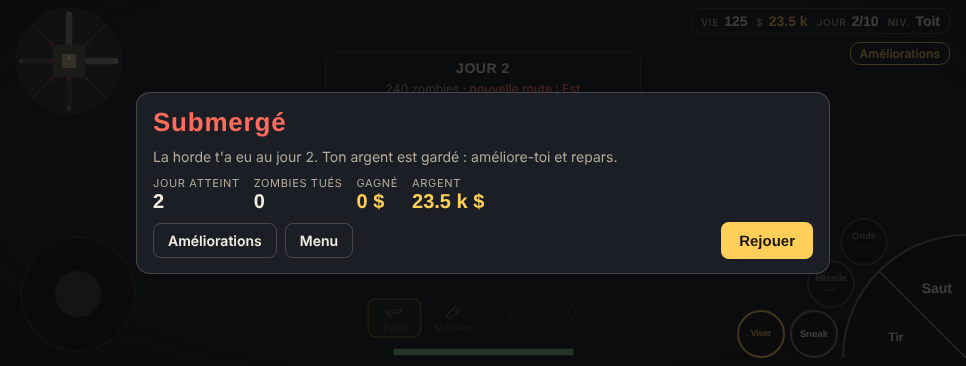 VIE 125 $ 23.5 k JOUR 2/10 NIV. Toit
Améliorations
JOUR 2
240 zombies · nouvelle route : Est
Submergé
La horde t'a eu au jour 2. Ton argent est gardé : améliore-toi et repars.
JOUR ATTEINT ZOMBIES TUÉS GAGNÉ ARGENT
2 0 0 $ 23.5 k $
Améliorations Menu Rejouer
Onde
Missile
Saut
Fusil Marteau
Viser Sneak Tir